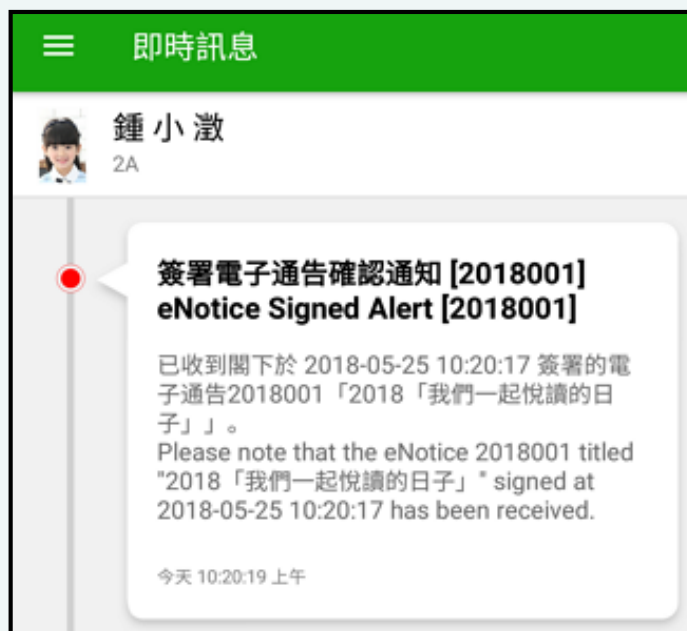 即時訊息
鍾小澂
2A
簽署電子通告確認通知 [2018001]
eNotice Signed Alert [2018001]
已收到閣下於 2018-05-25 10:20:17 簽署的電
子通告2018001「2018「我們一起悅讀的日
子」」。
Please note that the eNotice 2018001 titled
"2018「我們一起悅讀的日子」" signed at
2018-05-25 10:20:17 has been received.
今天 10:20:19 上午